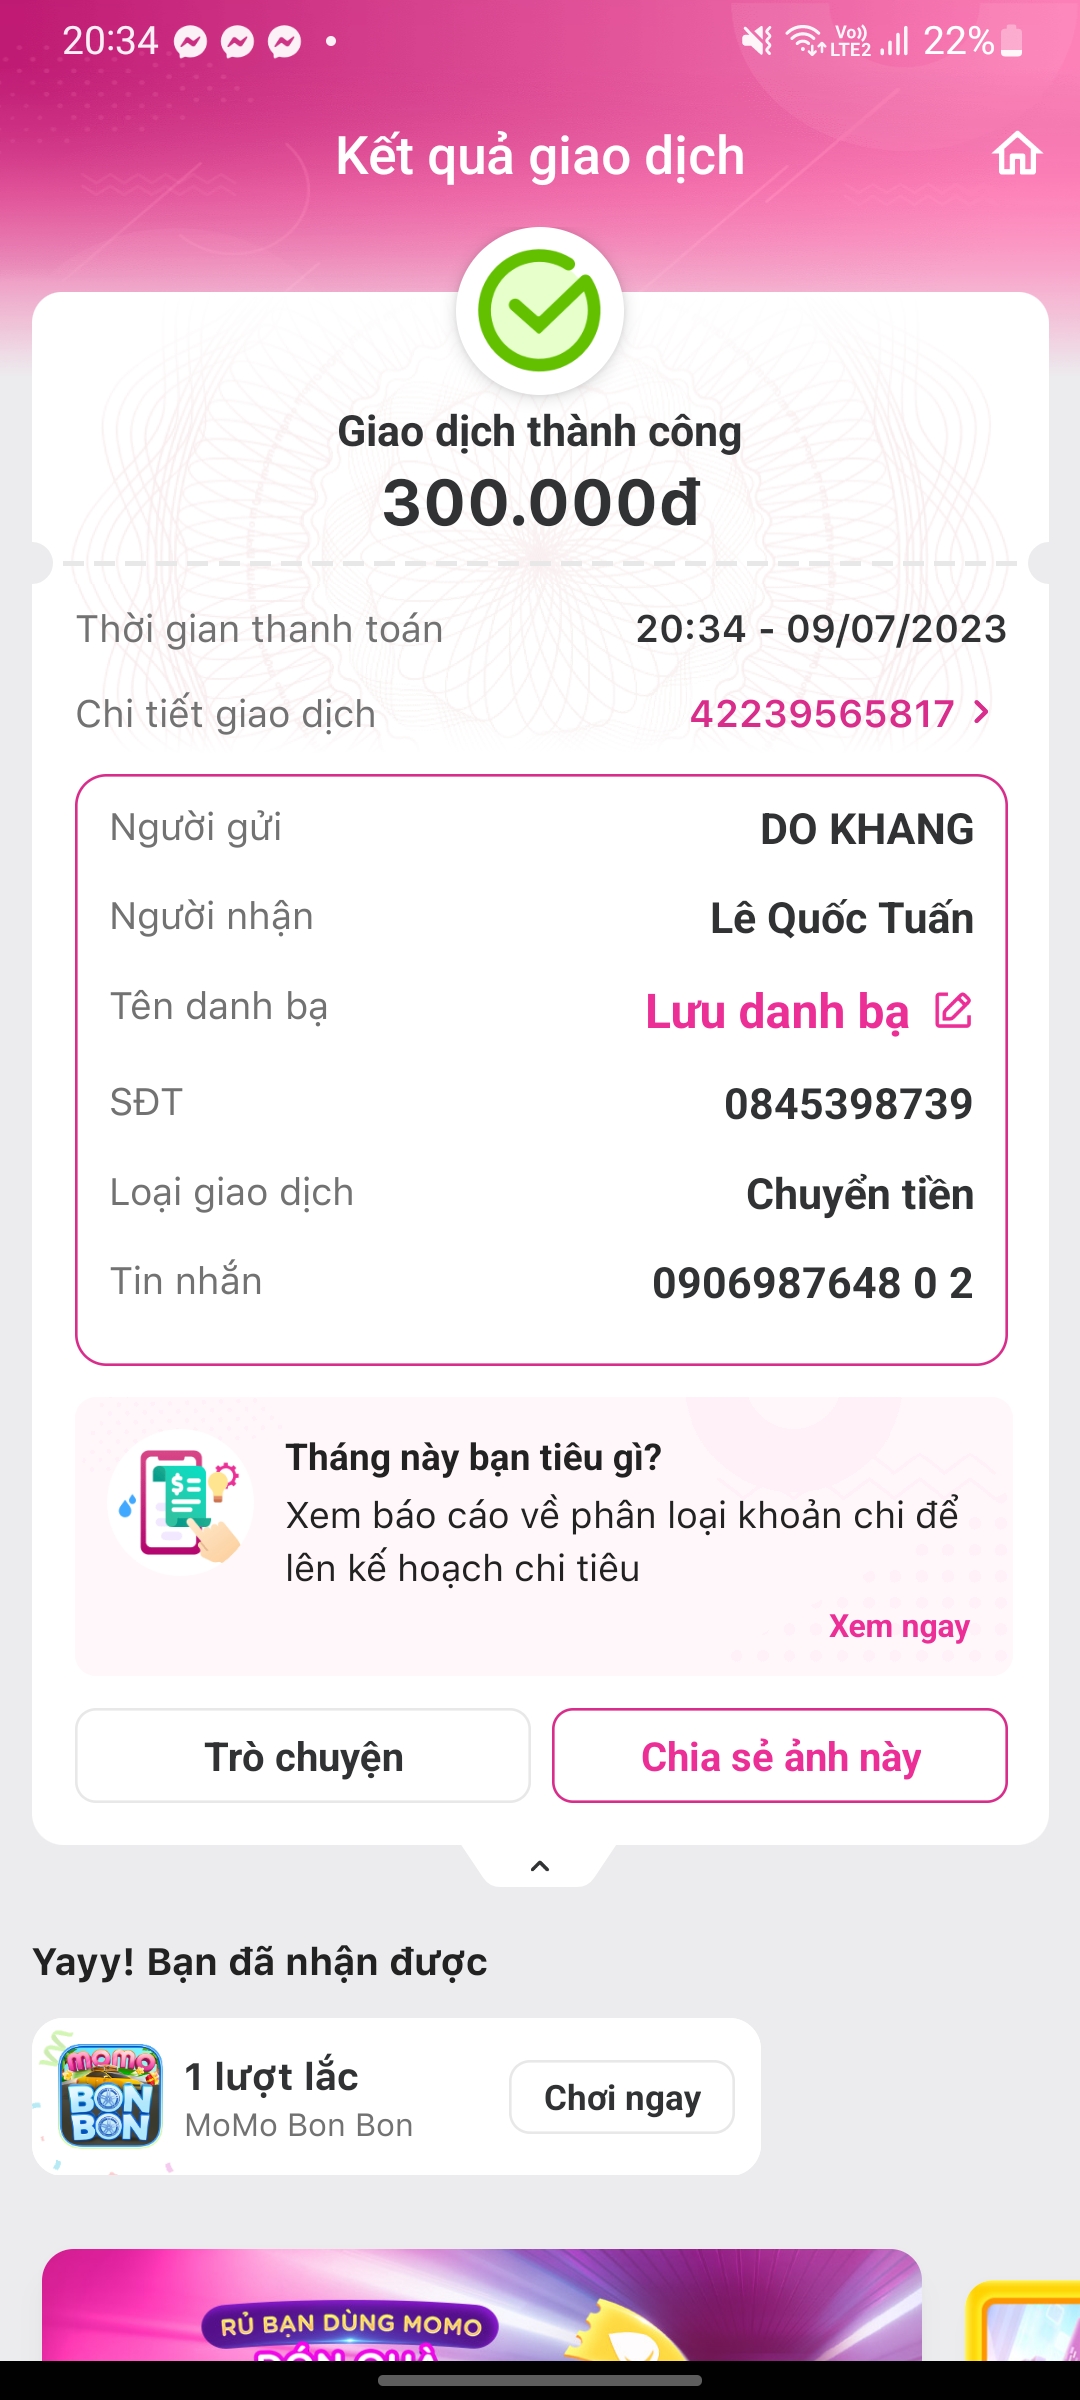 20:34
Vo)) LTE2 22%
Kết quả giao dịch
Giao dịch thành công
300.000đ
Thời gian thanh toán 20:34 - 09/07/2023
Chi tiết giao dịch 42239565817
Người gửi DO KHANG
Người nhận Lê Quốc Tuấn
Tên danh bạ Lưu danh bạ
SĐT 0845398739
Loại giao dịch Chuyển tiền
Tin nhắn 0906987648 0 2
Tháng này bạn tiêu gì?
Xem báo cáo về phân loại khoản chi để
lên kế hoạch chi tiêu
Xem ngay
Trò chuyện Chia sẻ ảnh này
Yayy! Bạn đã nhận được
momo
BON
BON
1 lượt lắc
MoMo Bon Bon
Chơi ngay
RỦ BẠN DÙNG MOMO